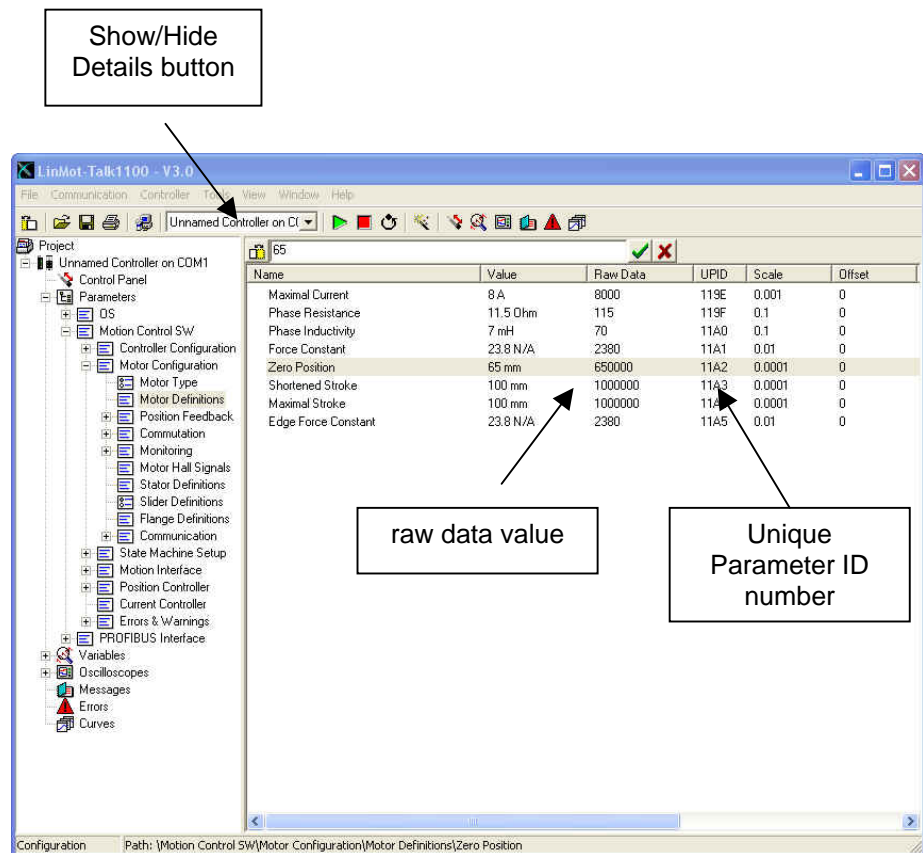 Show/Hide
Details button
LinMot-Talk1100 - V3.0
File Communication Controller Tools View Window Help
Unnamed Controller on C
Project
Unnamed Controller on COM1
Control Panel
Parameters
OS
Motion Control SW
Controller Configuration
Motor Configuration
Motor Type
Motor Definitions
Position Feedback
Commutation
Monitoring
Motor Hall Signals
Stator Definitions
Slider Definitions
Flange Definitions
Communication
State Machine Setup
Motion Interface
Position Controller
Current Controller
Errors & Warnings
PROFIBUS Interface
Variables
Oscilloscopes
Messages
Errors
Curves
65
Name Value Raw Data UPID Scale Offset
Maximal Current 8 A 8000 119E 0.001 0
Phase Resistance 11.5 Ohm 115 119F 0.1 0
Phase Inductivity 7 mH 70 11A0 0.1 0
Force Constant 23.8 N/A 2380 11A1 0.01 0
Zero Position 65 mm 650000 11A2 0.0001 0
Shortened Stroke 100 mm 1000000 11A3 0.0001 0
Maximal Stroke 100 mm 1000000 0.0001 0
Edge Force Constant 23.8 N/A 2380 11A5 0.01 0
raw data value
Unique
Parameter ID
number
Configuration Path: \Motion Control SW\Motor Configuration\Motor Definitions\Zero Position